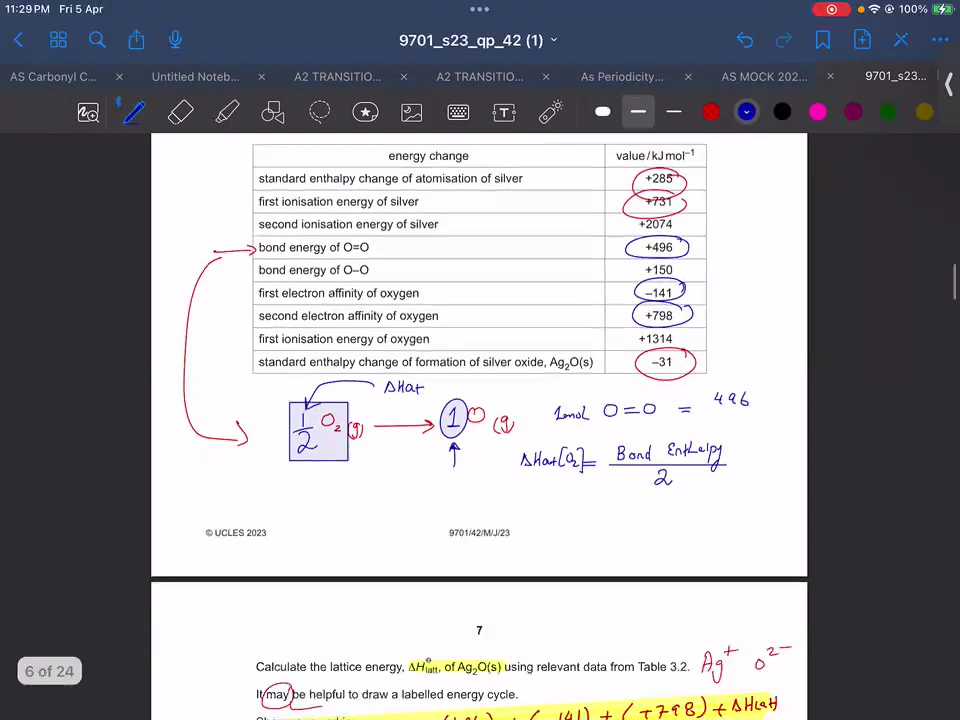 11:29 PM Fri 5 Apr
100%
9701_s23_qp_42 (1)
AS Carbonyl C...
Untitled Noteb...
A2 TRANSITIO...
A2 TRANSITIO...
As Periodicity...
AS MOCK 202...
9701_s23...
energy change value / kJ mol⁻¹
standard enthalpy change of atomisation of silver +285
first ionisation energy of silver +731
second ionisation energy of silver +2074
bond energy of O=O +496
bond energy of O–O +150
first electron affinity of oxygen –141
second electron affinity of oxygen +798
first ionisation energy of oxygen +1314
standard enthalpy change of formation of silver oxide, Ag₂O(s) –31
ΔHat
1/2 O₂ (g) → 1 O (g)
1mol O=O = 496
ΔHat[O₂] = Bond Enthalpy / 2
© UCLES 2023 9701/42/M/J/23
7
6 of 24
Calculate the lattice energy, ΔH⦵latt, of Ag₂O(s) using relevant data from Table 3.2.
Ag⁺ O²⁻
It may be helpful to draw a labelled energy cycle.
+ (+798) + ΔHlatt